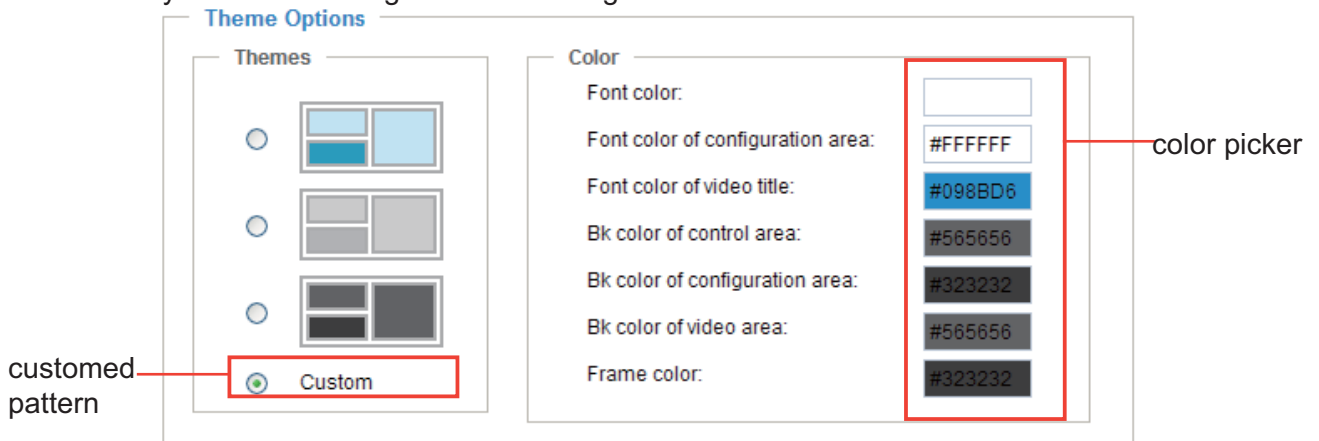 Theme Options
Themes
Color
Font color:
Font color of configuration area: #FFFFFF
Font color of video title: #098BD6
Bk color of control area: #565656
Bk color of configuration area: #323232
Bk color of video area: #565656
Frame color: #323232
Custom
color picker
customed
pattern